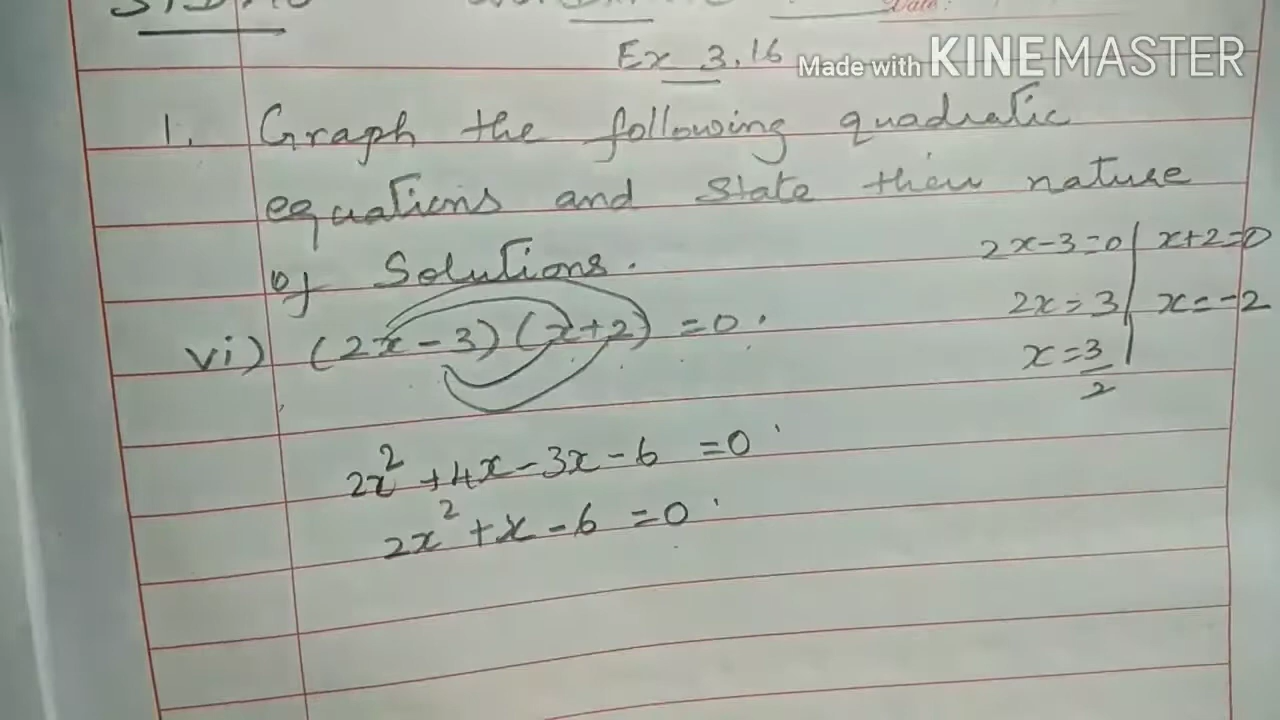 Date:
Ex 3.16
Made with KINEMASTER
1. Graph the following quadratic
equations and state their nature
of Solutions.
2x-3=0 | x+2=0
2x=3 | x=-2
x=3/2
vi) (2x-3)(x+2) =0.
2x²+4x-3x-6 =0
2x²+x-6 =0